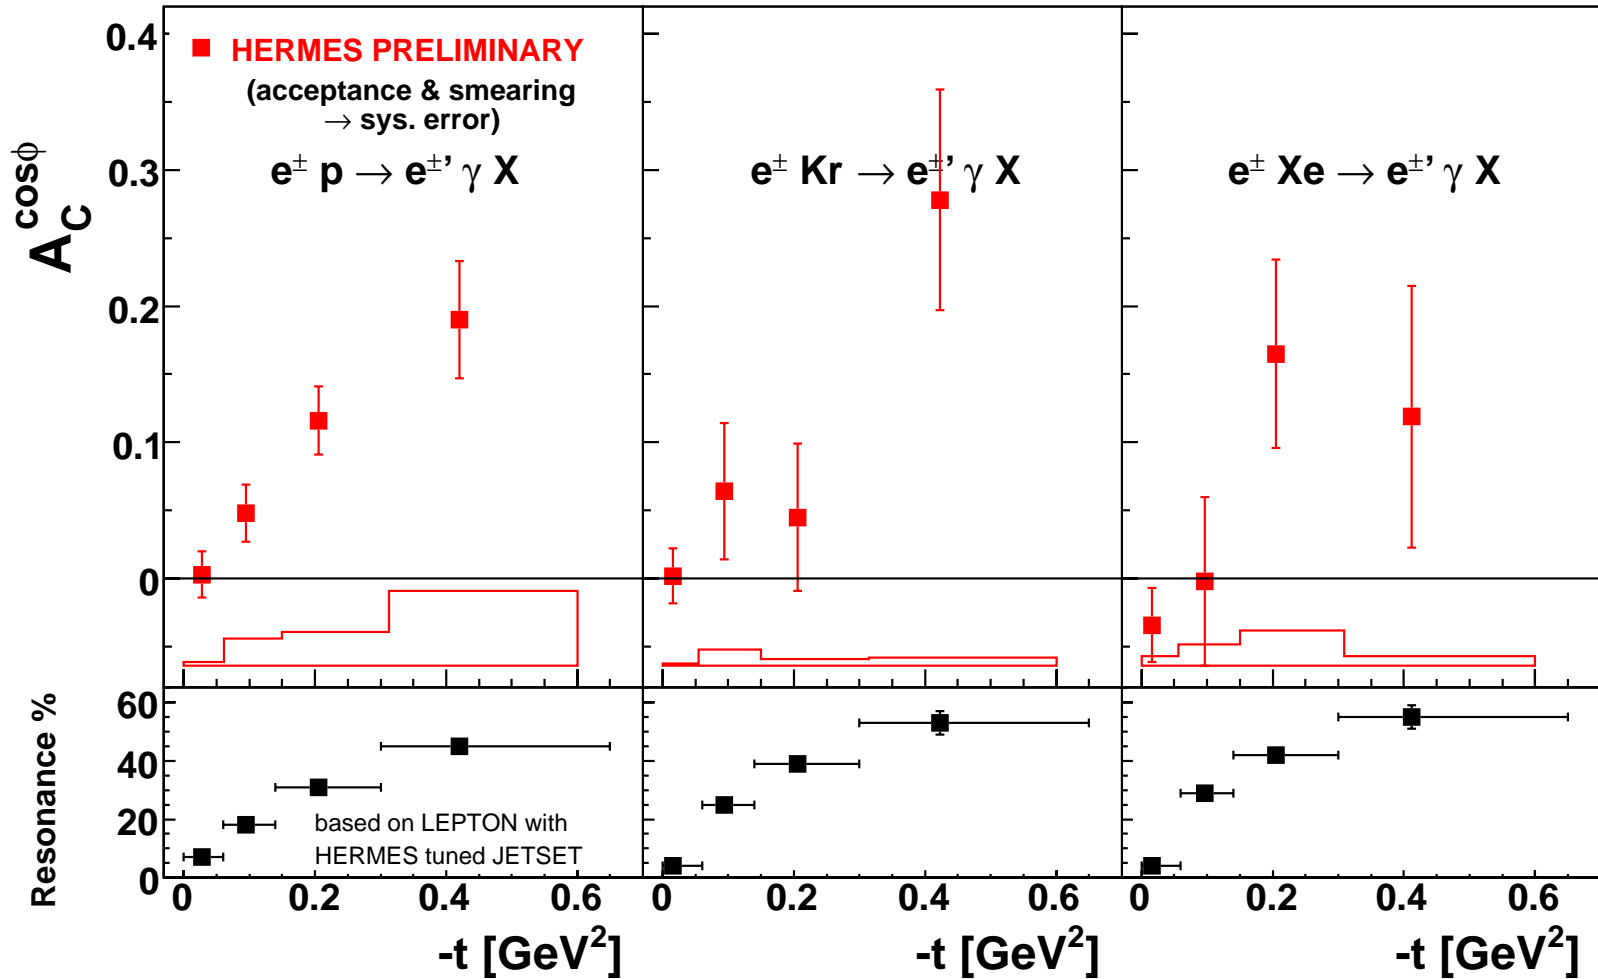 HERMES PRELIMINARY
(acceptance & smearing
→ sys. error)
e± p → e±’ γ X
e± Kr → e±’ γ X
e± Xe → e±’ γ X
A_C^cosϕ
0.4
0.3
0.2
0.1
0
Resonance %
60
40
20
0
based on LEPTON with
HERMES tuned JETSET
0 0.2 0.4 0.6
0 0.2 0.4 0.6
0 0.2 0.4 0.6
-t [GeV²]
-t [GeV²]
-t [GeV²]